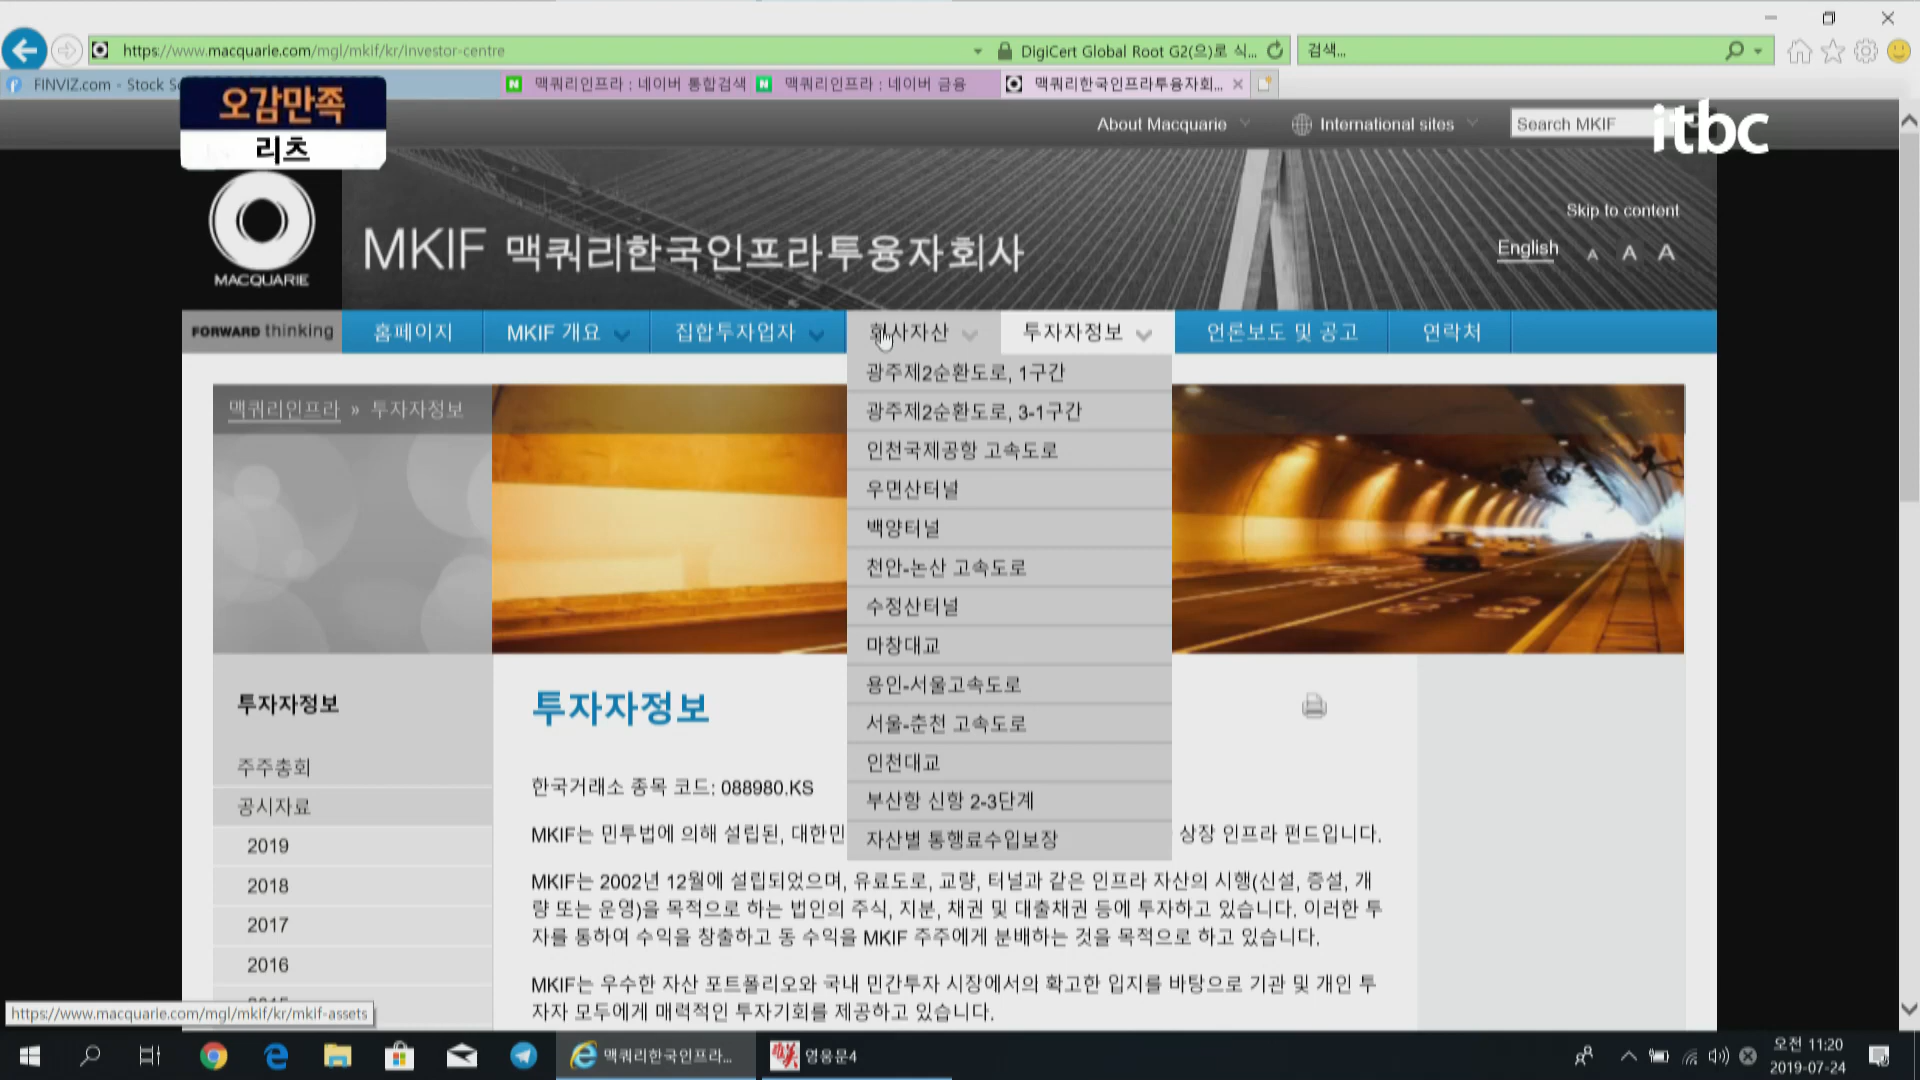 https://www.macquarie.com/mgl/mkif/kr/investor-centre
DigiCert Global Root G2(으)로 식...
검색...
FINVIZ.com - Stock Sc
맥쿼리인프라 : 네이버 통합검색
맥쿼리인프라 : 네이버 금융
맥쿼리한국인프라투융자회...
오감만족
리츠
About Macquarie
International sites
Search MKIF
itbc
MACQUARIE
MKIF 맥쿼리한국인프라투융자회사
Skip to content
English A A A
FORWARD thinking
홈페이지
MKIF 개요
집합투자업자
회사자산
투자자정보
언론보도 및 공고
연락처
맥쿼리인프라 » 투자자정보
광주제2순환도로, 1구간
광주제2순환도로, 3-1구간
인천국제공항 고속도로
우면산터널
백양터널
천안-논산 고속도로
수정산터널
마창대교
용인-서울고속도로
서울-춘천 고속도로
인천대교
부산항 신항 2-3단계
자산별 통행료수입보장
투자자정보
주주총회
공시자료
2019
2018
2017
2016
2015
투자자정보
한국거래소 종목 코드: 088980.KS
MKIF는 민투법에 의해 설립된, 대한민
상장 인프라 펀드입니다.
MKIF는 2002년 12월에 설립되었으며, 유료도로, 교량, 터널과 같은 인프라 자산의 시행(신설, 증설, 개
량 또는 운영)을 목적으로 하는 법인의 주식, 지분, 채권 및 대출채권 등에 투자하고 있습니다. 이러한 투
자를 통하여 수익을 창출하고 동 수익을 MKIF 주주에게 분배하는 것을 목적으로 하고 있습니다.
MKIF는 우수한 자산 포트폴리오와 국내 민간투자 시장에서의 확고한 입지를 바탕으로 기관 및 개인 투
자자 모두에게 매력적인 투자기회를 제공하고 있습니다.
https://www.macquarie.com/mgl/mkif/kr/mkif-assets
맥쿼리한국인프라...
영웅문4
오전 11:20
2019-07-24